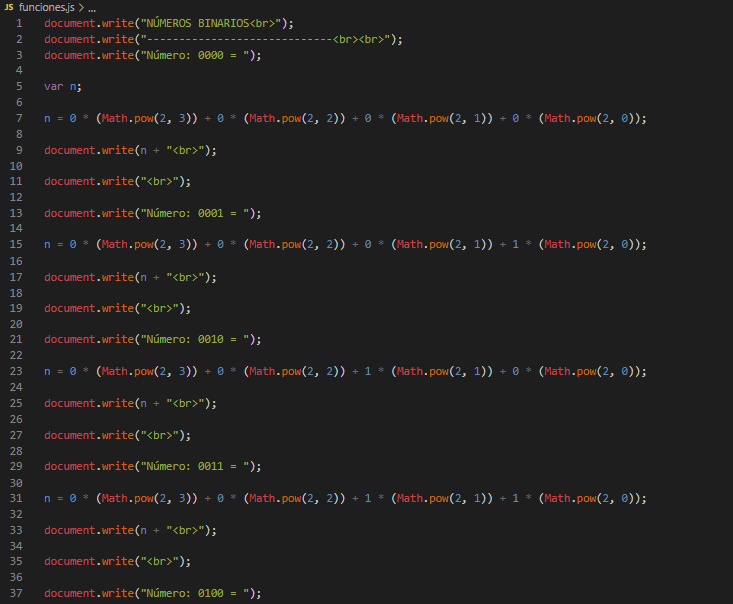 JS funciones.js > ...
1 document.write("NÚMEROS BINARIOS<br>");
2 document.write("-----------------------------<br><br>");
3 document.write("Número: 0000 = ");
4
5 var n;
6
7 n = 0 * (Math.pow(2, 3)) + 0 * (Math.pow(2, 2)) + 0 * (Math.pow(2, 1)) + 0 * (Math.pow(2, 0));
8
9 document.write(n + "<br>");
10
11 document.write("<br>");
12
13 document.write("Número: 0001 = ");
14
15 n = 0 * (Math.pow(2, 3)) + 0 * (Math.pow(2, 2)) + 0 * (Math.pow(2, 1)) + 1 * (Math.pow(2, 0));
16
17 document.write(n + "<br>");
18
19 document.write("<br>");
20
21 document.write("Número: 0010 = ");
22
23 n = 0 * (Math.pow(2, 3)) + 0 * (Math.pow(2, 2)) + 1 * (Math.pow(2, 1)) + 0 * (Math.pow(2, 0));
24
25 document.write(n + "<br>");
26
27 document.write("<br>");
28
29 document.write("Número: 0011 = ");
30
31 n = 0 * (Math.pow(2, 3)) + 0 * (Math.pow(2, 2)) + 1 * (Math.pow(2, 1)) + 1 * (Math.pow(2, 0));
32
33 document.write(n + "<br>");
34
35 document.write("<br>");
36
37 document.write("Número: 0100 = ");